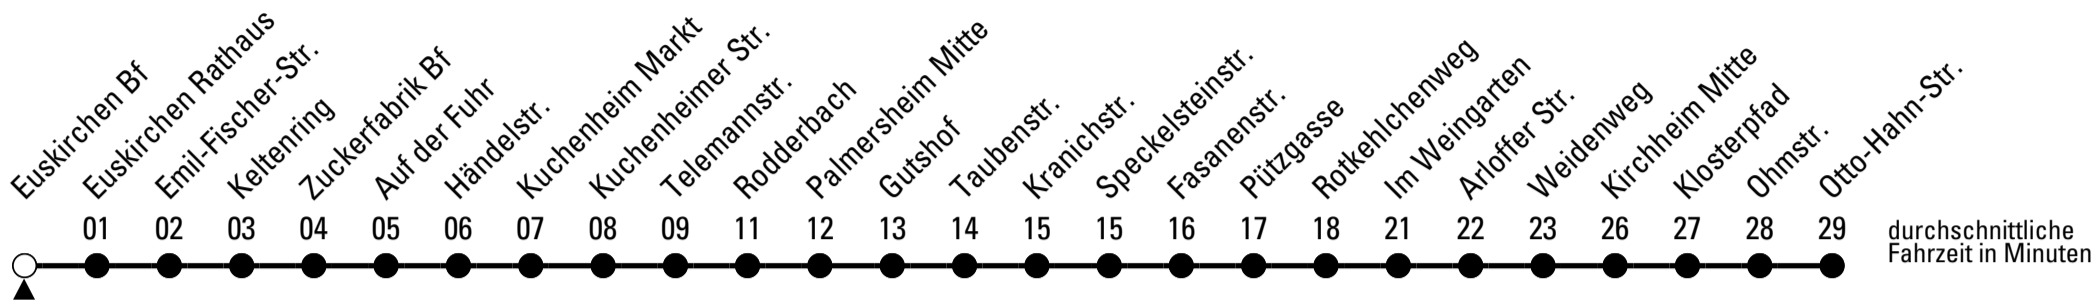 Euskirchen Bf
Euskirchen Rathaus
Emil-Fischer-Str.
Keltenring
Zuckerfabrik Bf
Auf der Fuhr
Händelstr.
Kuchenheim Markt
Kuchenheimer Str.
Telemannstr.
Rodderbach
Palmersheim Mitte
Gutshof
Taubenstr.
Kranichstr.
Speckelsteinstr.
Fasanenstr.
Pützgasse
Rotkehlchenweg
Im Weingarten
Arloffer Str.
Weidenweg
Kirchheim Mitte
Klosterpfad
Ohmstr.
Otto-Hahn-Str.
01 02 03 04 05 06 07 08 09 11 12 13 14 15 15 16 17 18 21 22 23 26 27 28 29
durchschnittliche
Fahrzeit in Minuten